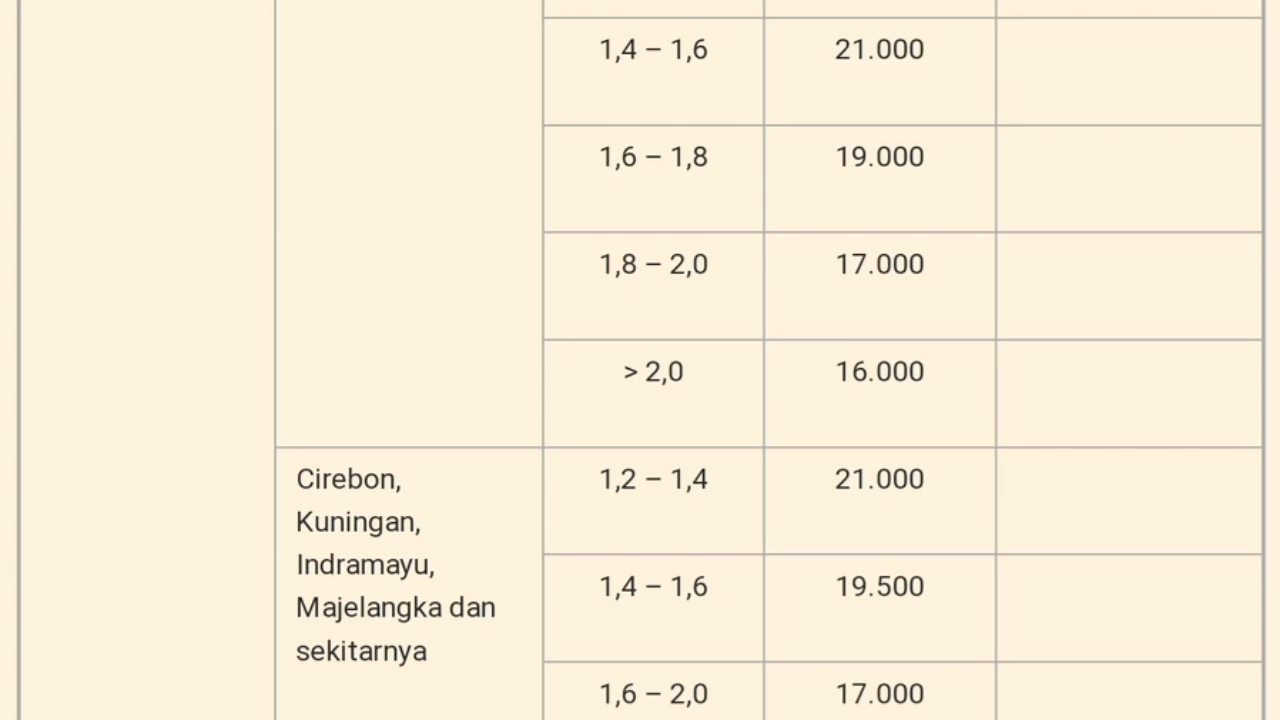 1,4 – 1,6 21.000
1,6 – 1,8 19.000
1,8 – 2,0 17.000
> 2,0 16.000
Cirebon, 1,2 – 1,4 21.000
Kuningan,
Indramayu,
1,4 – 1,6 19.500
Majelangka dan
sekitarnya
1,6 – 2,0 17.000